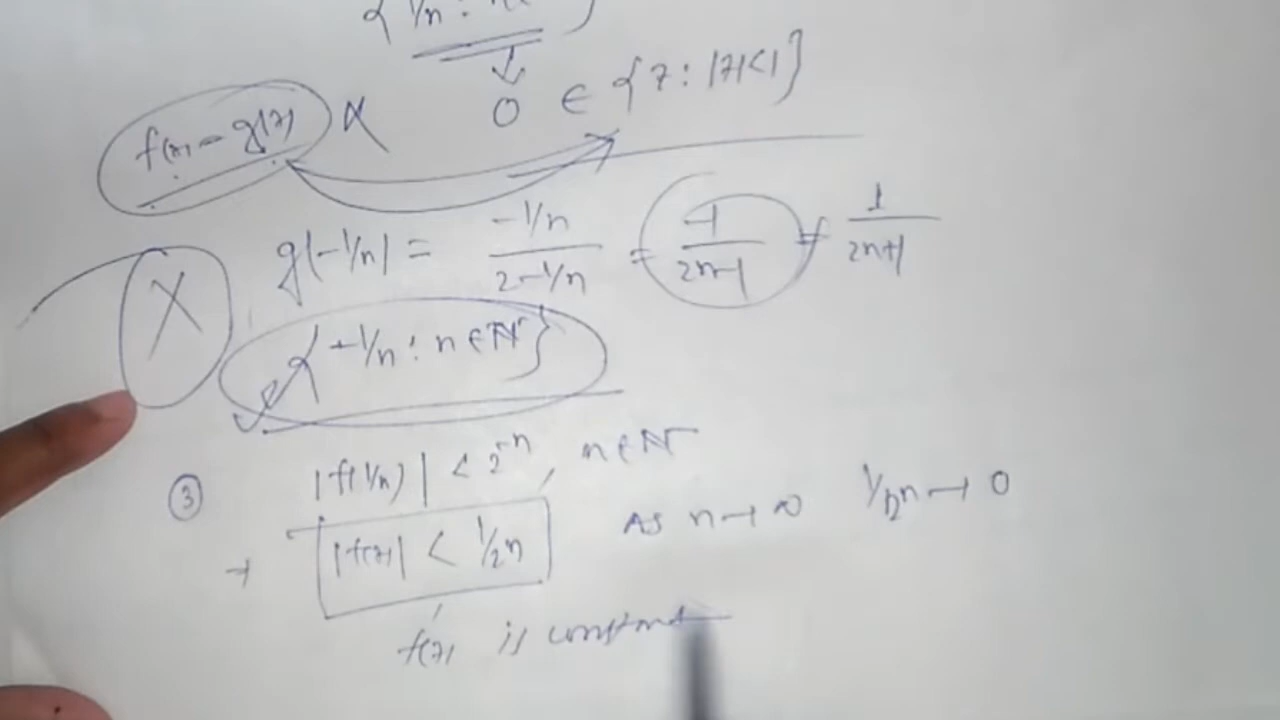 { 1/n :
0 ∈ {z : |z|<1}
f(z) - g(z)
g(-1/n) = -1/n / 2-1/n = -1 / 2n-1 ≠ 1 / 2n+1
X
{ -1/n : n ∈ N }
③ |f(1/n)| < 2^-n, n ∈ N
|f(z)| < 1/2^n As n → ∞ 1/2^n → 0
f(z) is constant